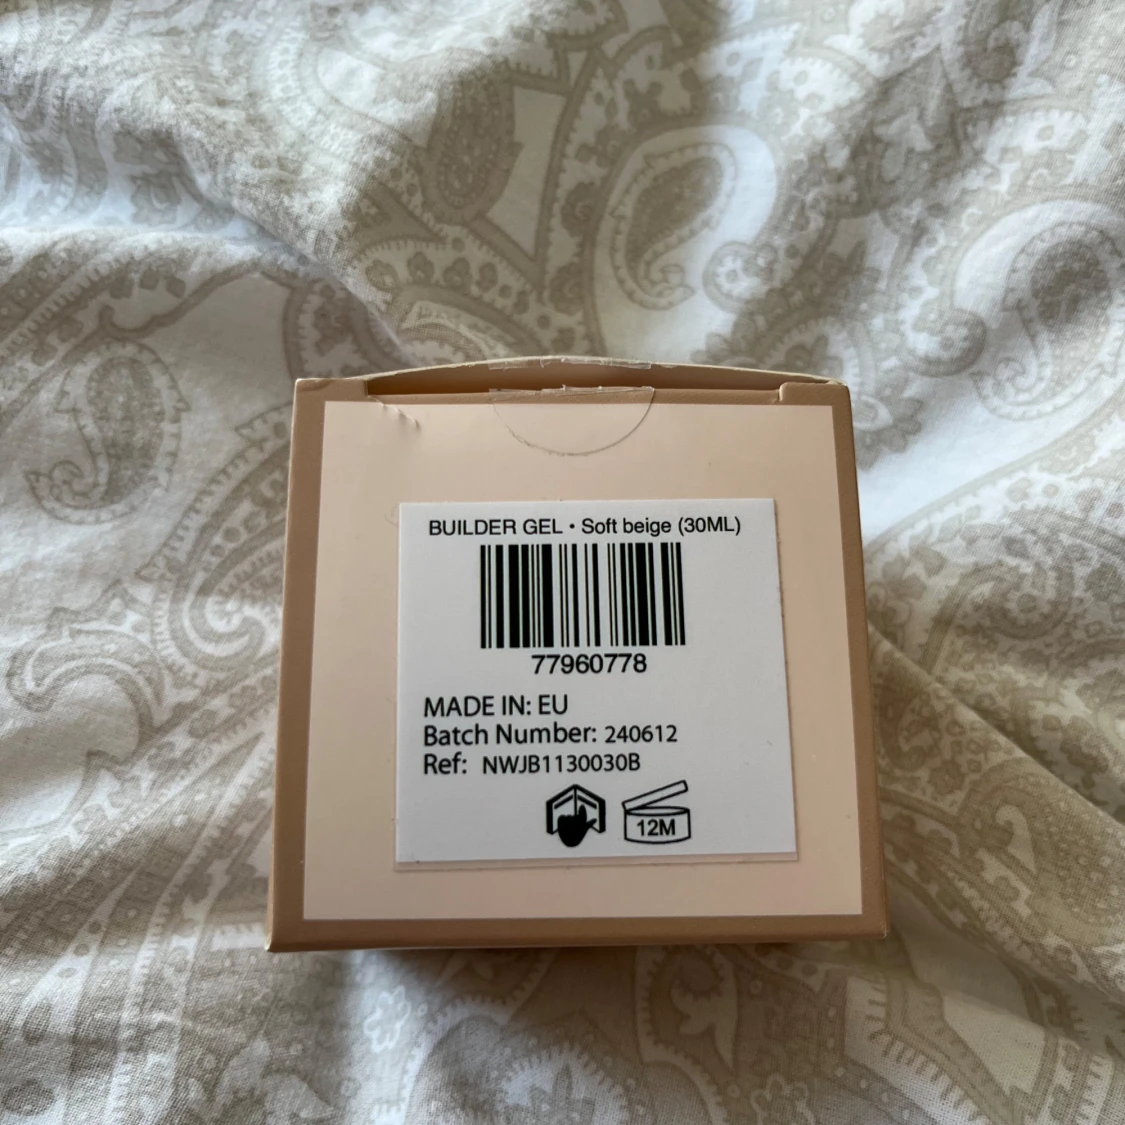 BUILDER GEL • Soft beige (30ML)
77960778
MADE IN: EU
Batch Number: 240612
Ref: NWJB1130030B
12M